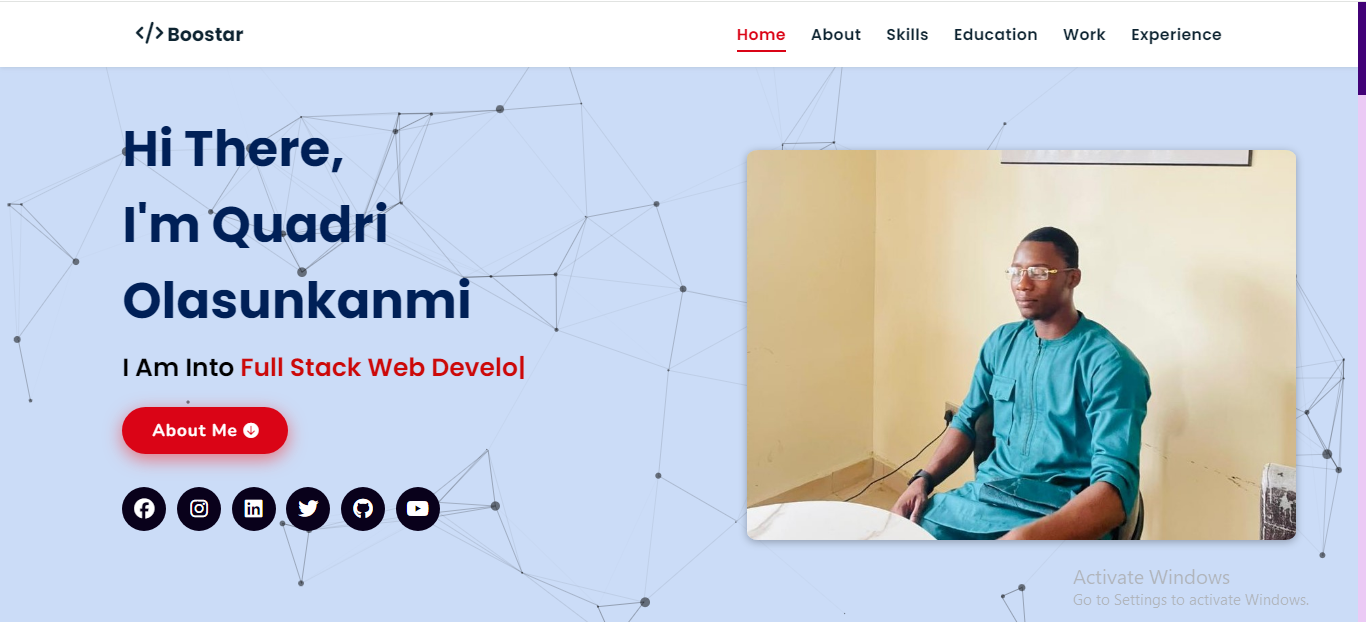 </> Boostar
Home About Skills Education Work Experience
Hi There,
I'm Quadri
Olasunkanmi
I Am Into Full Stack Web Develo|
About Me
Activate Windows
Go to Settings to activate Windows.